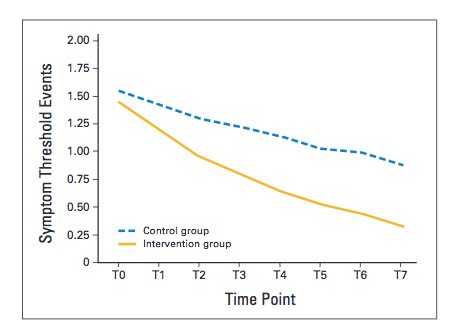 Symptom Threshold Events
2.00
1.75
1.50
1.25
1.00
0.75
0.50
0.25
0
Control group
Intervention group
T0 T1 T2 T3 T4 T5 T6 T7
Time Point